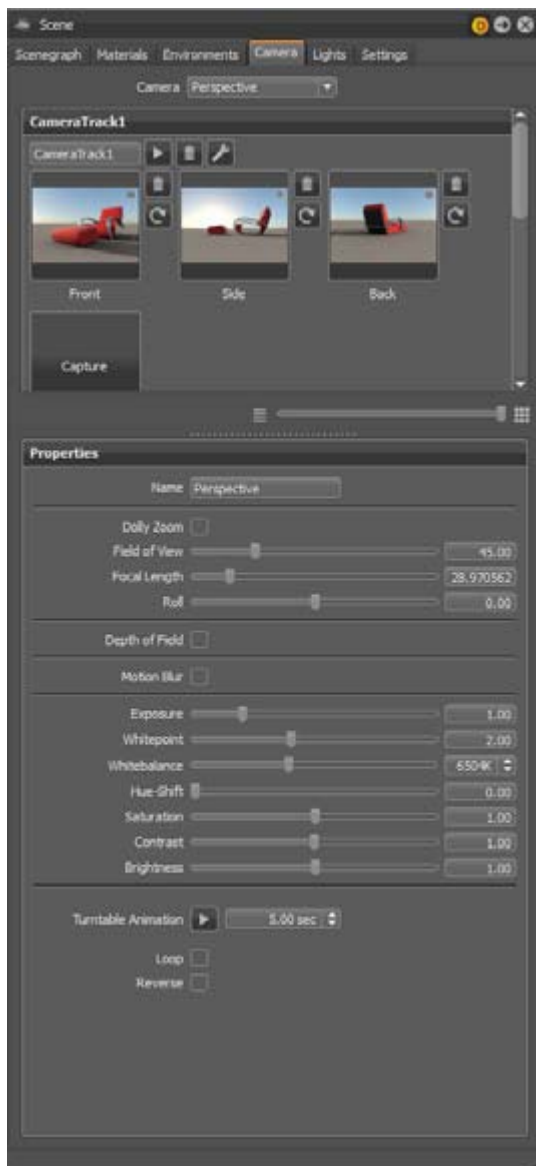 Scene
Scenegraph Materials Environments Camera Lights Settings
Camera Perspective
CameraTrack1
CameraTrack1
Front Side Back
Capture
Properties
Name Perspective
Dolly Zoom
Field of View 45.00
Focal Length 28.970562
Roll 0.00
Depth of Field
Motion Blur
Exposure 1.00
Whitepoint 2.00
Whitebalance 6504K
Hue-Shift 0.00
Saturation 1.00
Contrast 1.00
Brightness 1.00
Turntable Animation 5.00 sec
Loop
Reverse